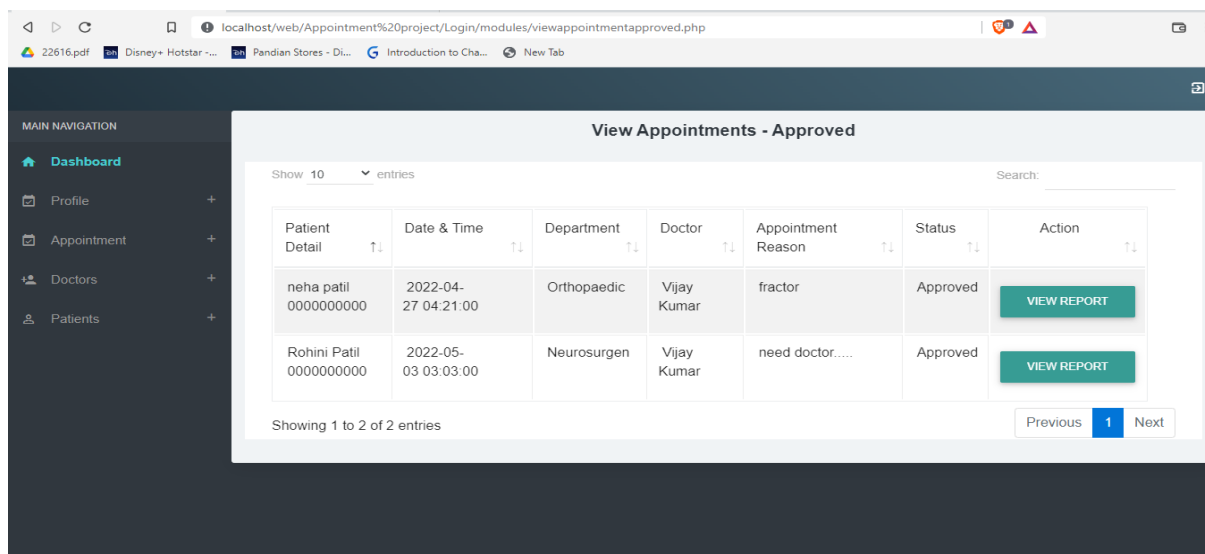 localhost/web/Appointment%20project/Login/modules/viewappointmentapproved.php
22616.pdf Disney+ Hotstar -... Pandian Stores - Di... Introduction to Cha... New Tab
MAIN NAVIGATION
Dashboard
Profile +
Appointment +
Doctors +
Patients +
View Appointments - Approved
Show 10 entries Search:
Patient Date & Time Department Doctor Appointment Status Action
Detail Reason
neha patil 2022-04- Orthopaedic Vijay fractor Approved VIEW REPORT
0000000000 27 04:21:00 Kumar
Rohini Patil 2022-05- Neurosurgen Vijay need doctor..... Approved VIEW REPORT
0000000000 03 03:03:00 Kumar
Showing 1 to 2 of 2 entries Previous 1 Next